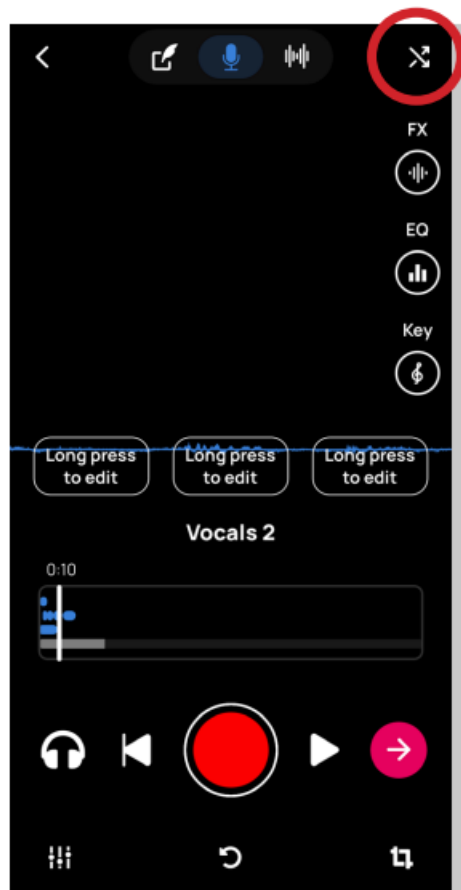 FX
EQ
Key
Long press
to edit
Long press
to edit
Long press
to edit
Vocals 2
0:10